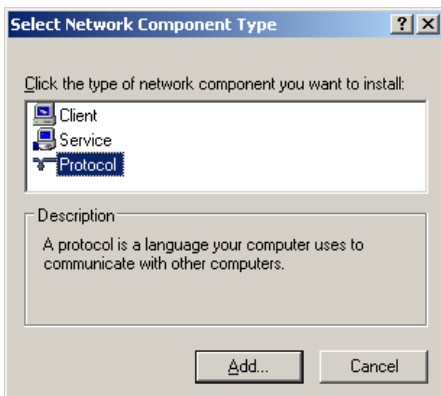 Select Network Component Type
Click the type of network component you want to install:
Client
Service
Protocol
Description
A protocol is a language your computer uses to
communicate with other computers.
Add...
Cancel